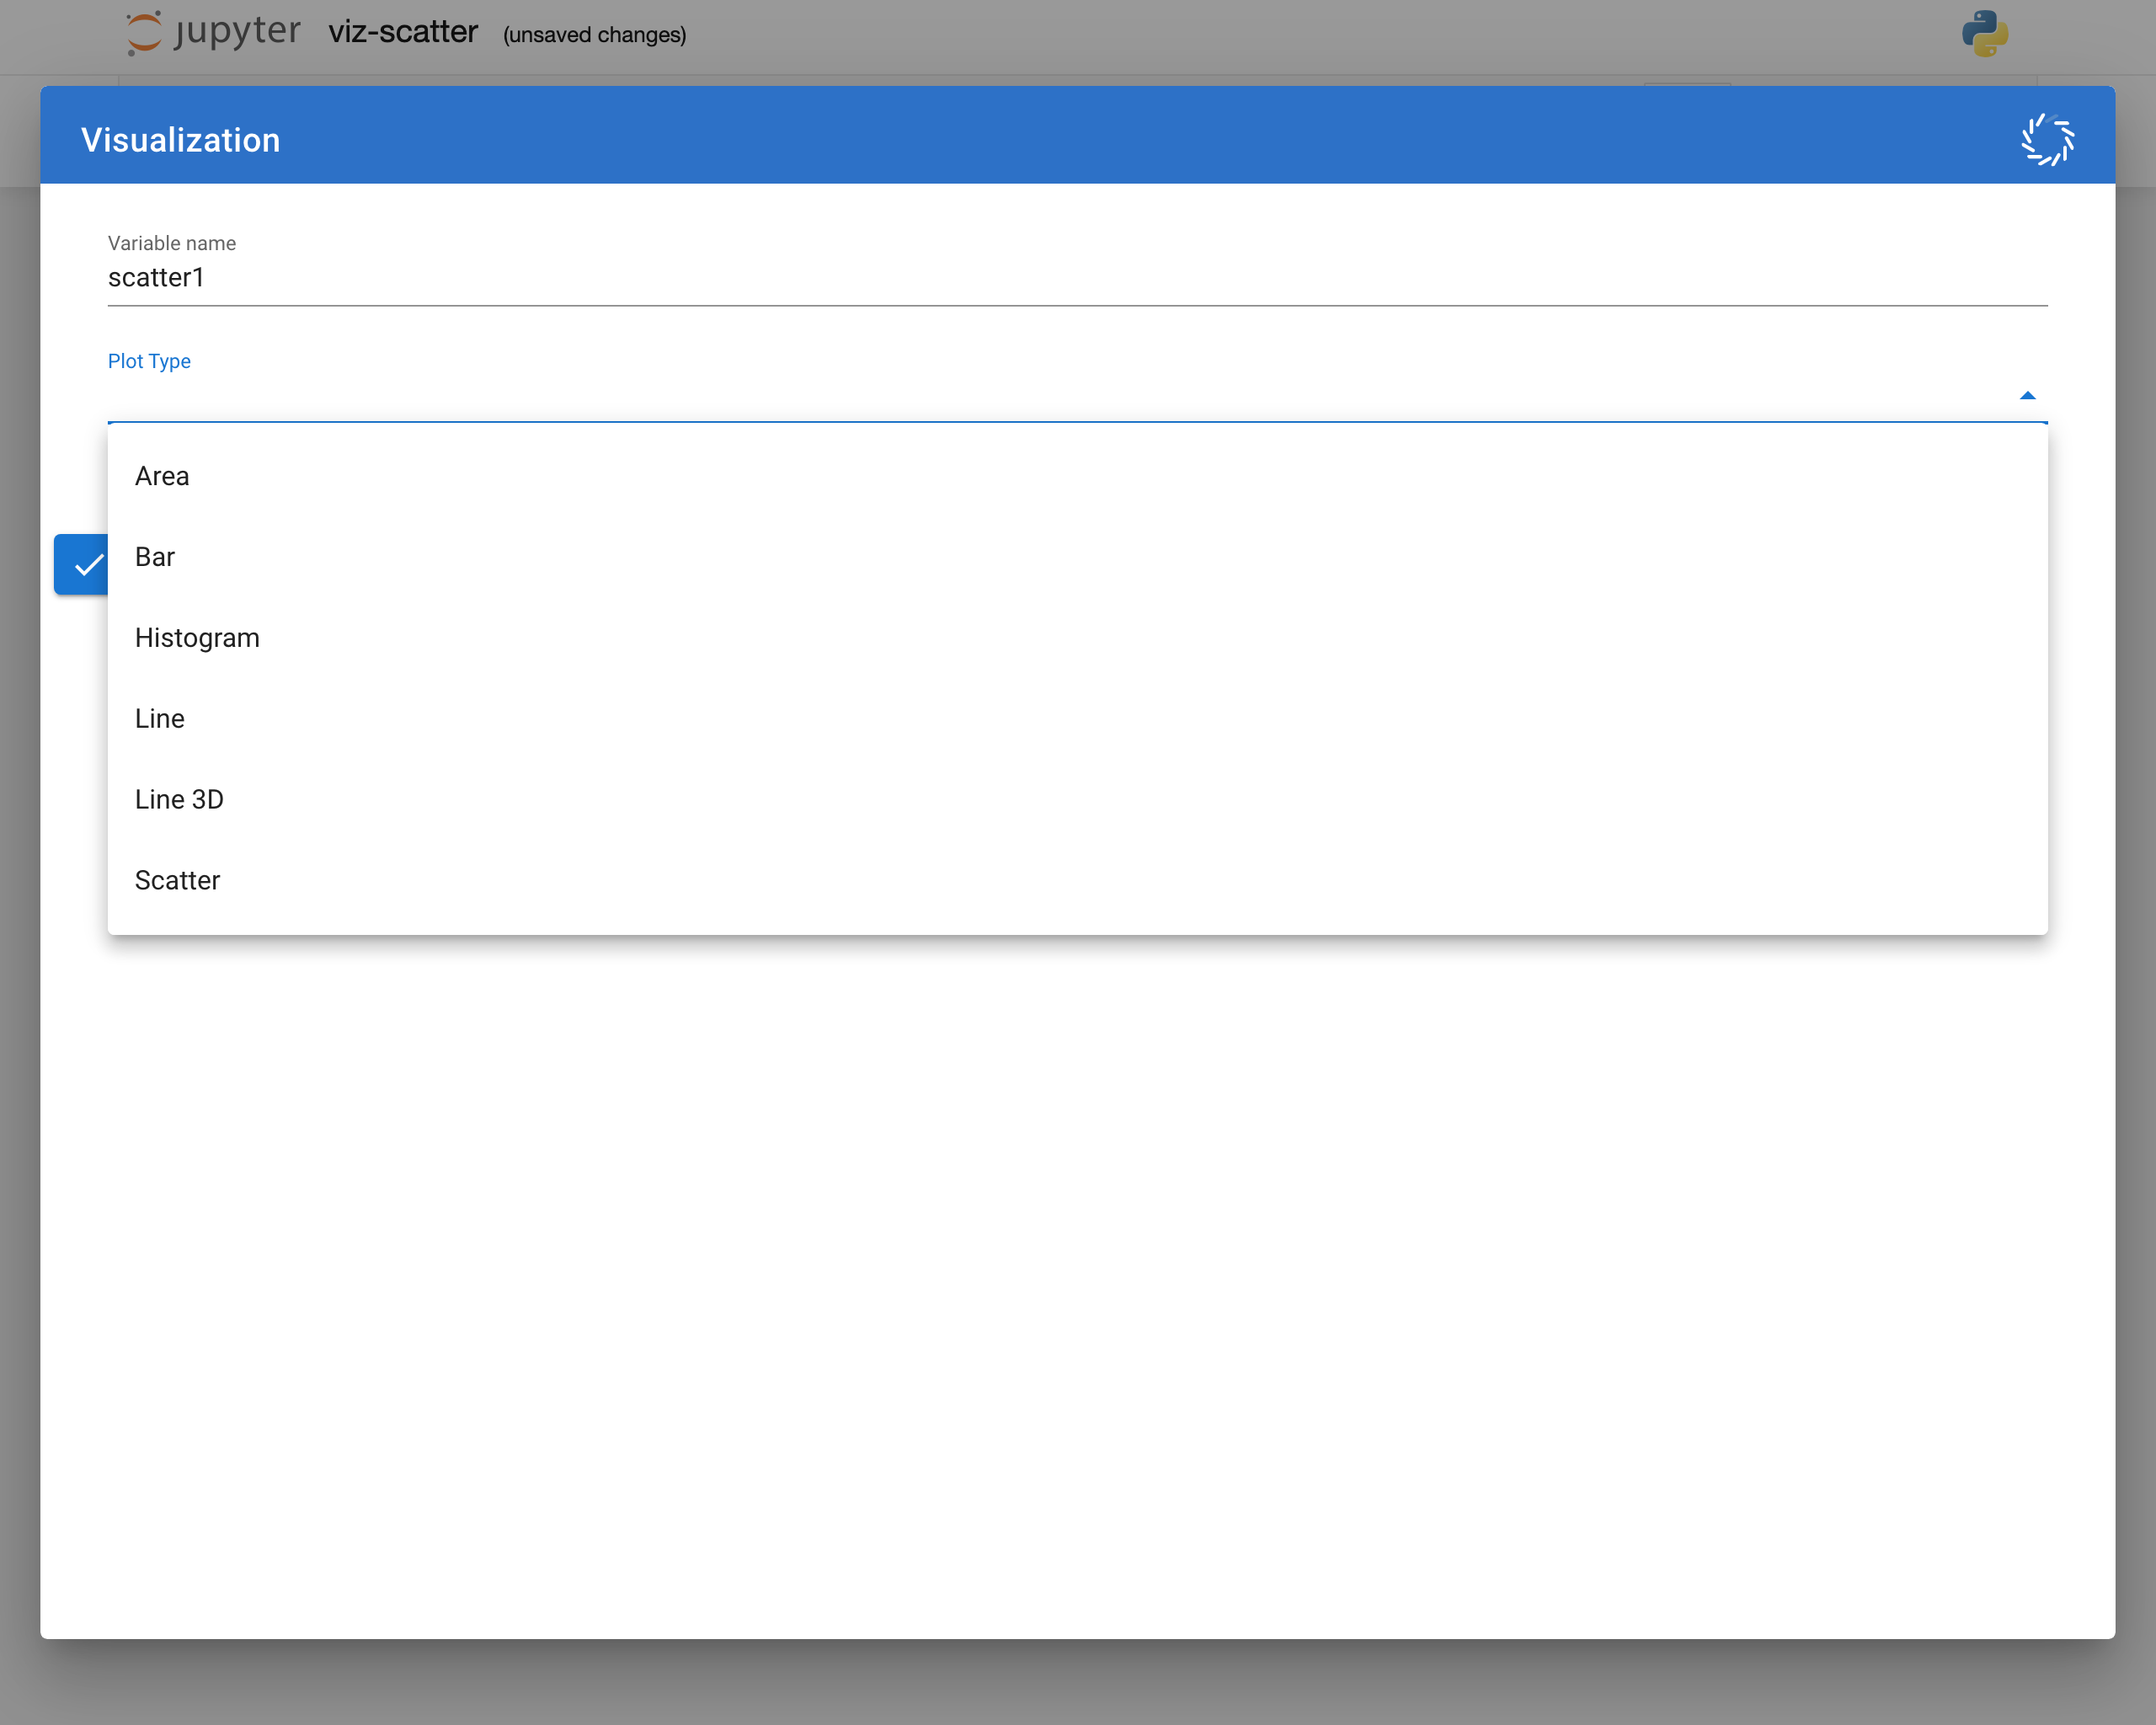 jupyter viz-scatter (unsaved changes)
Visualization
Variable name
scatter1
Plot Type
Area
Bar
Histogram
Line
Line 3D
Scatter